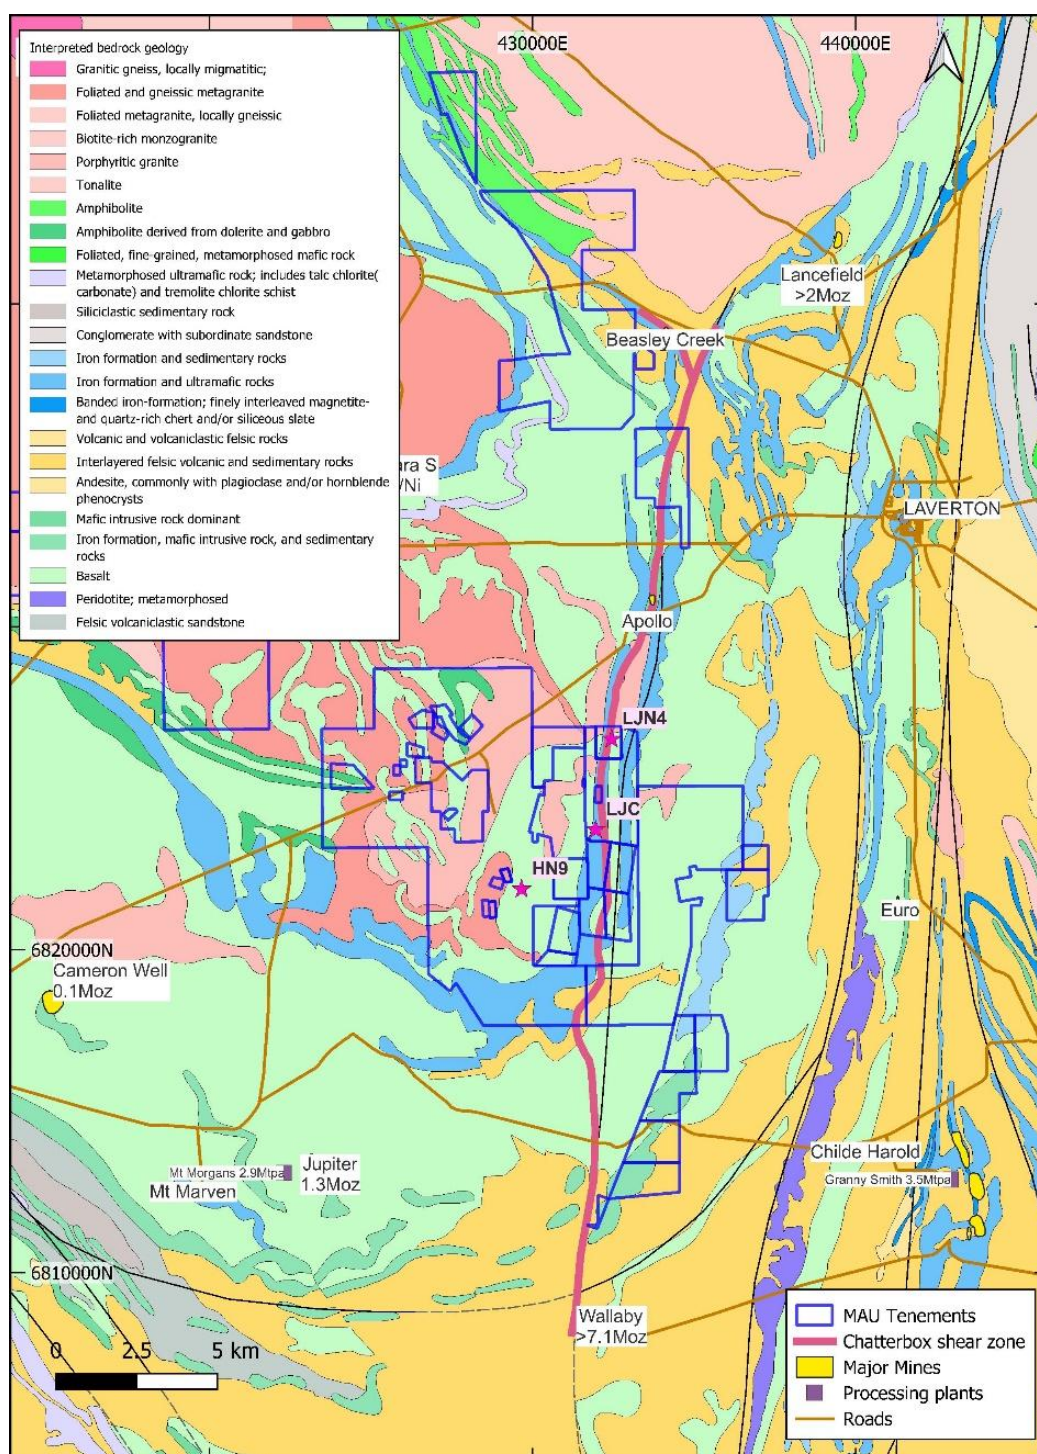 430000E
440000E
Interpreted bedrock geology
Granitic gneiss, locally migmatitic;
Foliated and gneissic metagranite
Foliated metagranite, locally gneissic
Biotite-rich monzogranite
Porphyritic granite
Tonalite
Amphibolite
Amphibolite derived from dolerite and gabbro
Foliated, fine-grained, metamorphosed mafic rock
Metamorphosed ultramafic rock; includes talc chlorite(
carbonate) and tremolite chlorite schist
Siliciclastic sedimentary rock
Conglomerate with subordinate sandstone
Iron formation and sedimentary rocks
Iron formation and ultramafic rocks
Banded iron-formation; finely interleaved magnetite-
and quartz-rich chert and/or siliceous slate
Volcanic and volcaniclastic felsic rocks
Interlayered felsic volcanic and sedimentary rocks
Andesite, commonly with plagioclase and/or hornblende
phenocrysts
Mafic intrusive rock dominant
Iron formation, mafic intrusive rock, and sedimentary
rocks
Basalt
Peridotite; metamorphosed
Felsic volcaniclastic sandstone
Lancefield
>2Moz
Beasley Creek
ara S
/Ni
LAVERTON
Apollo
LJN4
LJC
HN9
Euro
6820000N
Cameron Well
0.1Moz
Childe Harold
Granny Smith 3.5Mtpa
Jupiter
1.3Moz
Mt Morgans 2.9Mtpa
Mt Marven
6810000N
Wallaby
>7.1Moz
0 2.5 5 km
MAU Tenements
Chatterbox shear zone
Major Mines
Processing plants
Roads